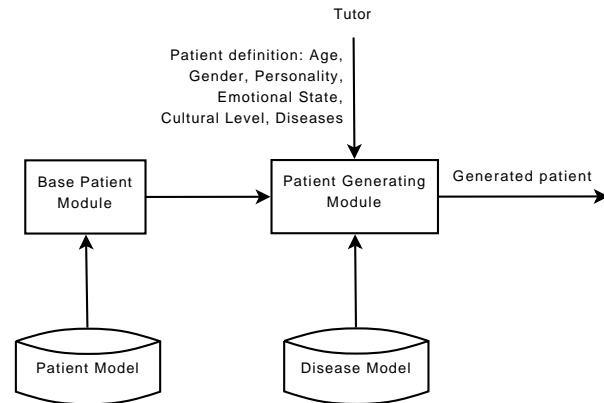 Tutor
Patient definition: Age,
Gender, Personality,
Emotional State,
Cultural Level, Diseases
Base Patient
Module
Patient Generating
Module
Generated patient
Patient Model
Disease Model